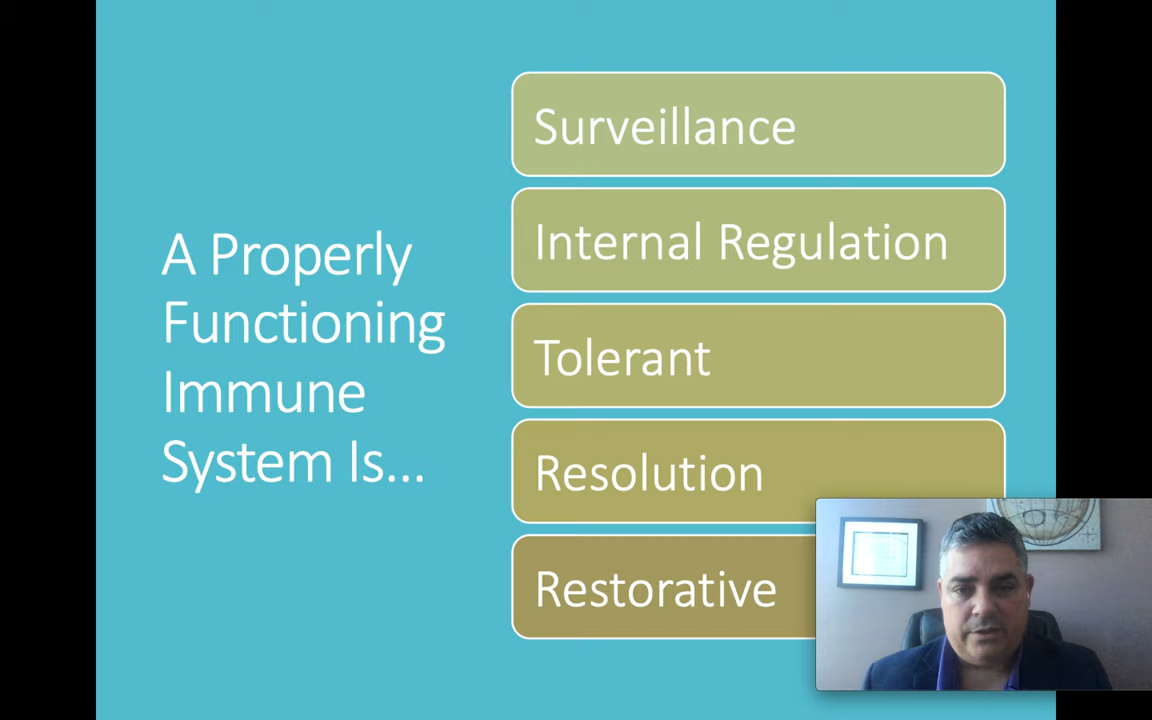 A Properly
Functioning
Immune
System Is...
Surveillance
Internal Regulation
Tolerant
Resolution
Restorative